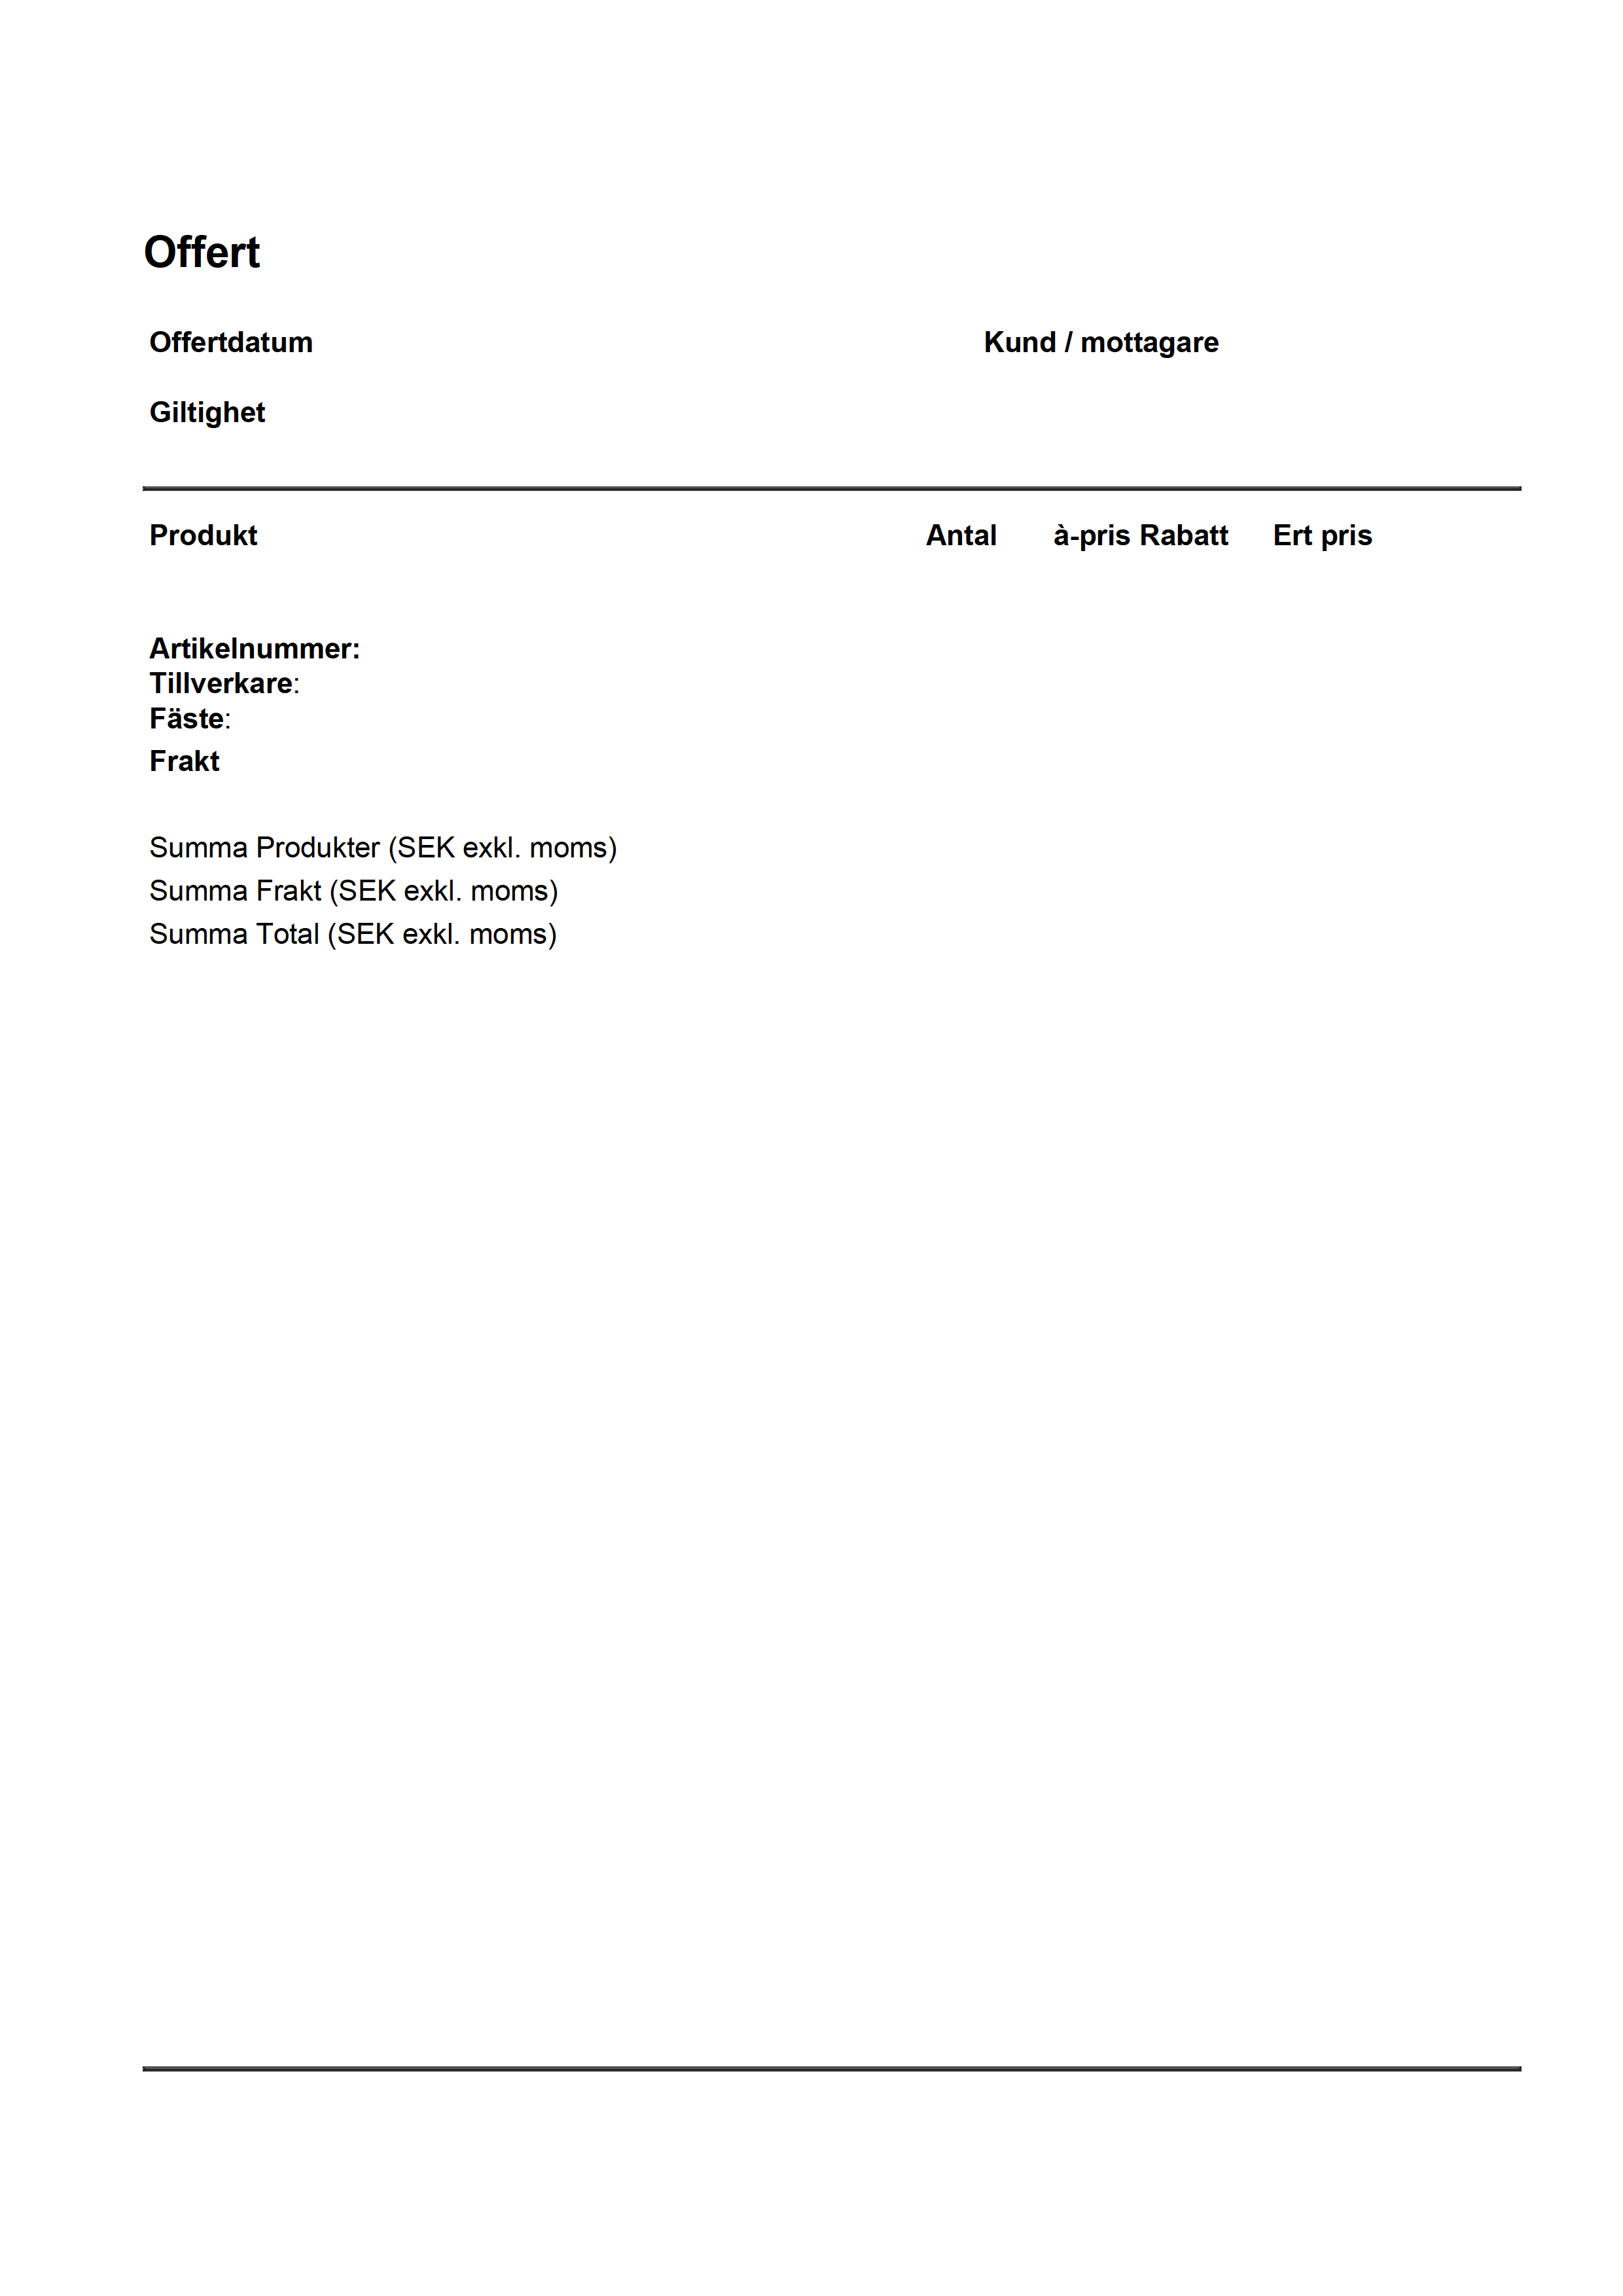 Offert
Offertdatum Kund / mottagare
Giltighet
Produkt Antal à-pris Rabatt Ert pris
Artikelnummer:
Tillverkare:
Fäste:
Frakt
Summa Produkter (SEK exkl. moms)
Summa Frakt (SEK exkl. moms)
Summa Total (SEK exkl. moms)